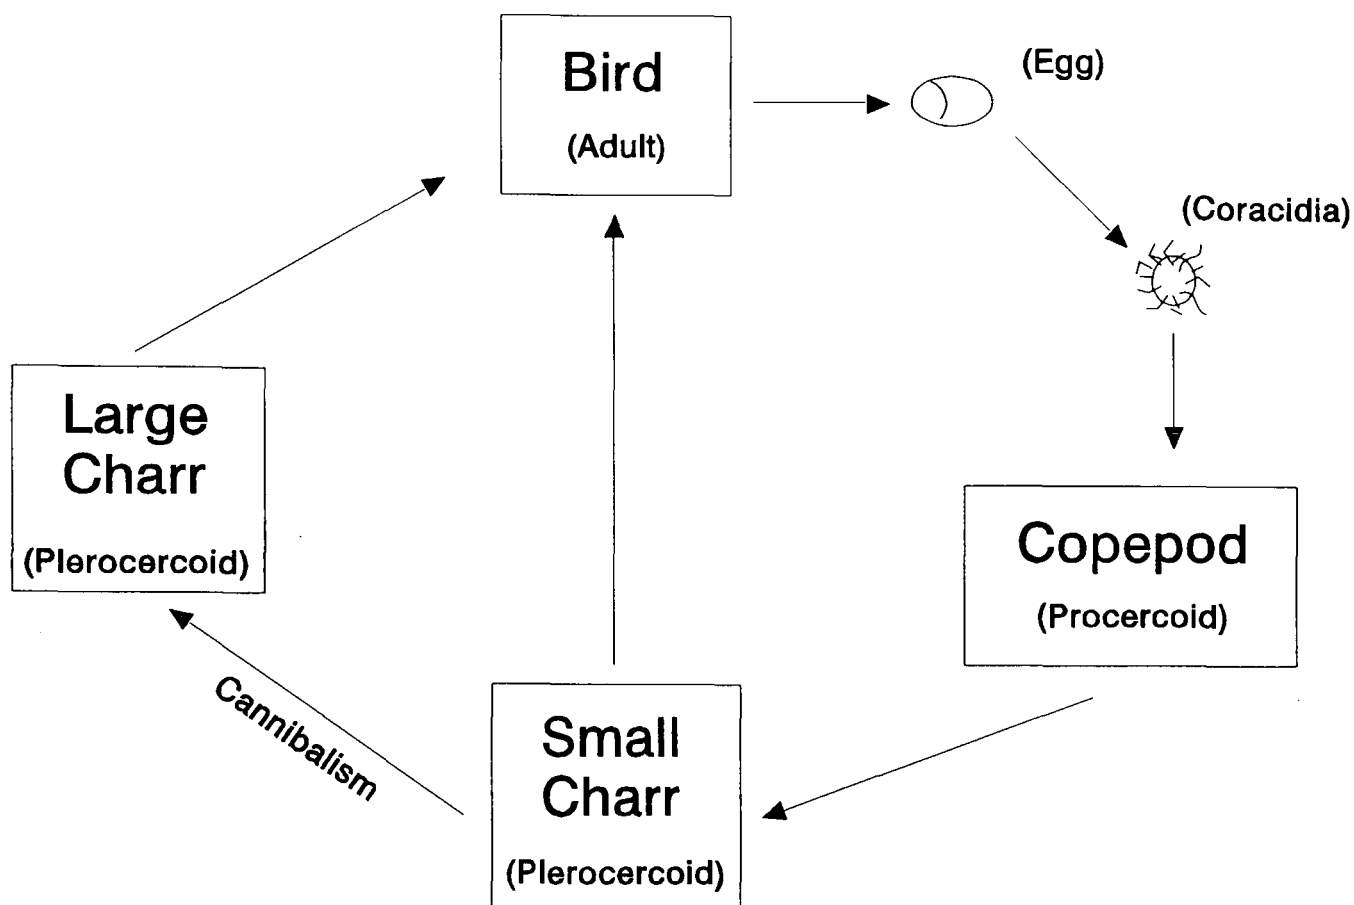 Bird
(Adult)
(Egg)
(Coracidia)
Large
Charr
(Plerocercoid)
Copepod
(Procercoid)
Cannibalism
Small
Charr
(Plerocercoid)